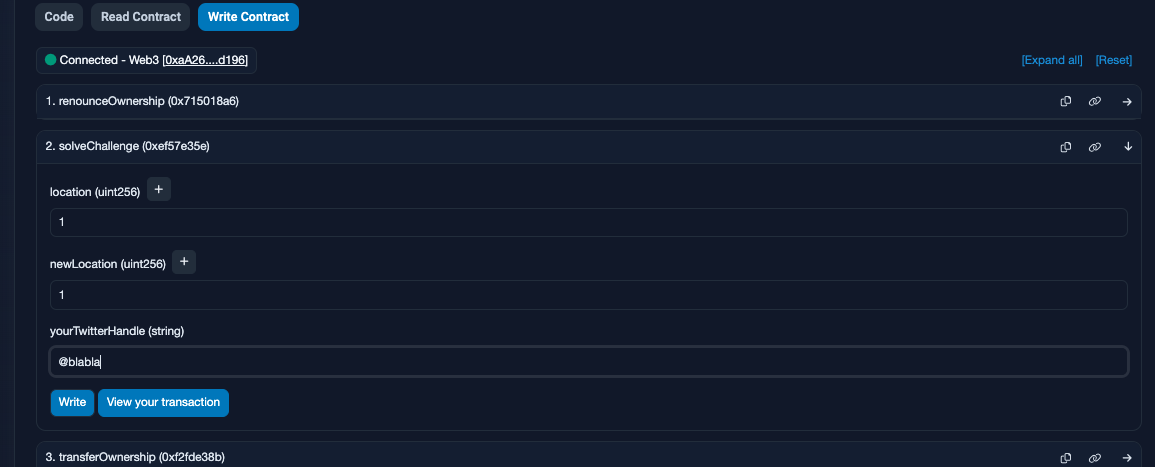 Code Read Contract Write Contract
Connected - Web3 [0xaA26....d196] [Expand all] [Reset]
1. renounceOwnership (0x715018a6)
2. solveChallenge (0xef57e35e)
location (uint256) +
1
newLocation (uint256) +
1
yourTwitterHandle (string)
@blabla
Write View your transaction
3. transferOwnership (0xf2fde38b)